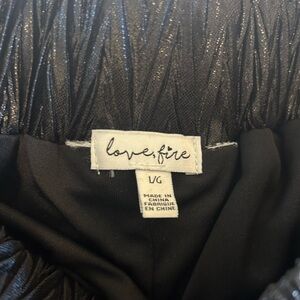 love, fire
L/G
MADE IN
CHINA
FABRIQUÉ
EN CHINE